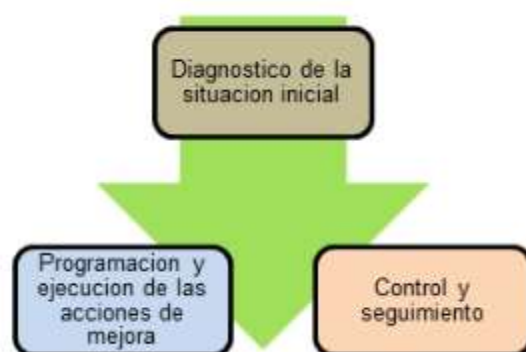 Diagnostico de la
situacion inicial
Programacion y
ejecucion de las
acciones de
mejora
Control y
seguimiento